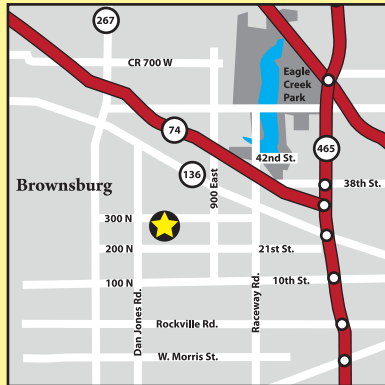 267
CR 700 W
Eagle
Creek
Park
74
465
42nd St.
136
38th St.
Brownsburg
900 East
300 N
200 N
21st St.
100 N
10th St.
Dan Jones Rd.
Raceway Rd.
Rockville Rd.
W. Morris St.